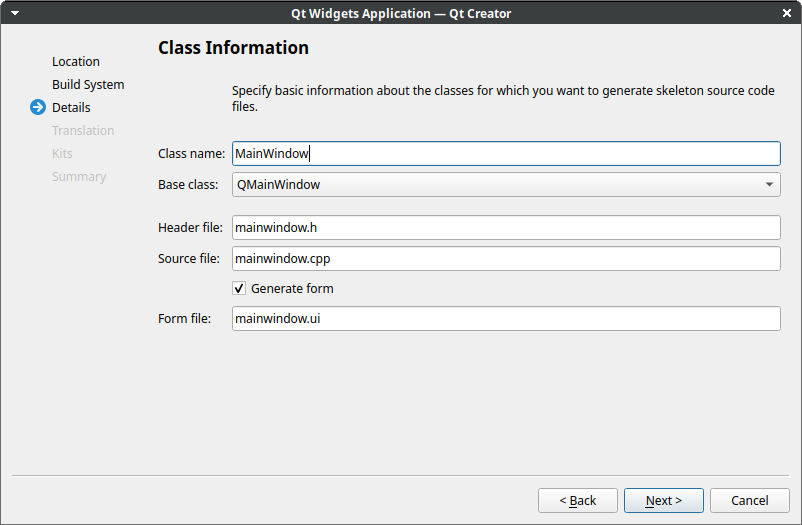 Qt Widgets Application — Qt Creator
Location
Build System
Details
Translation
Kits
Summary
Class Information
Specify basic information about the classes for which you want to generate skeleton source code
files.
Class name: MainWindow
Base class: QMainWindow
Header file: mainwindow.h
Source file: mainwindow.cpp
Generate form
Form file: mainwindow.ui
< Back Next > Cancel